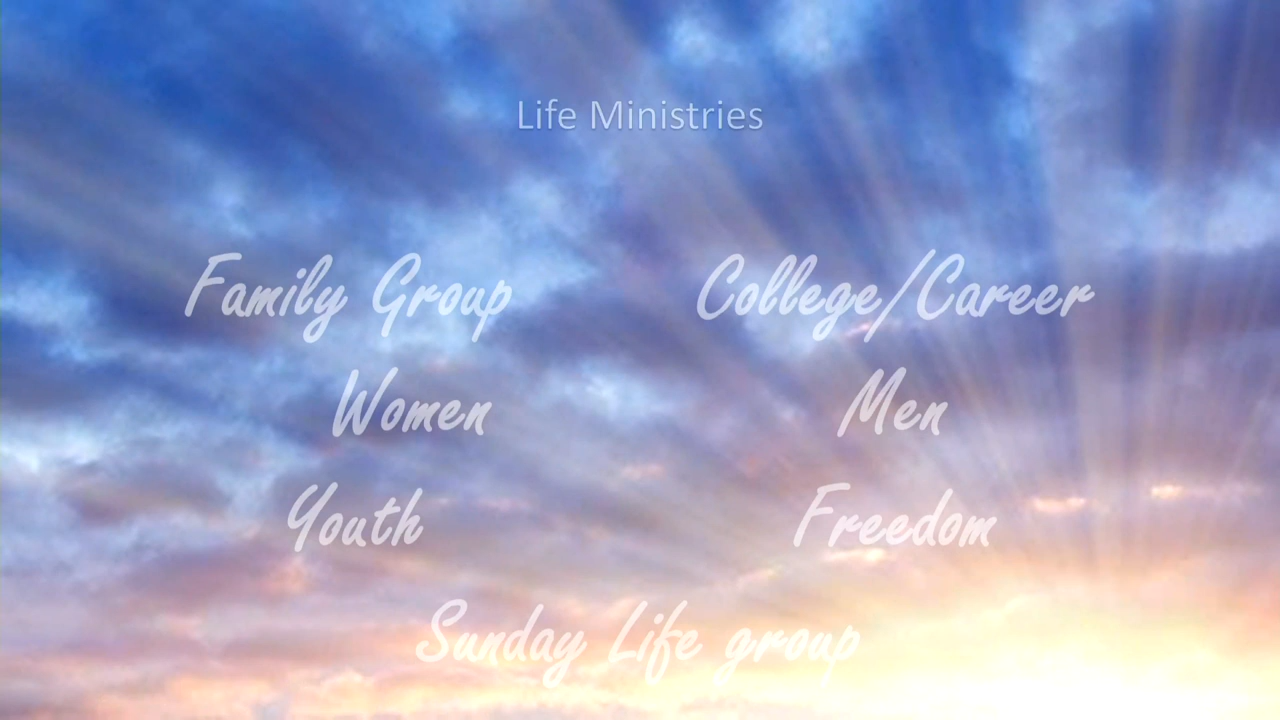 Life Ministries
Family Group College/Career
Women Men
Youth Freedom
Sunday Life group